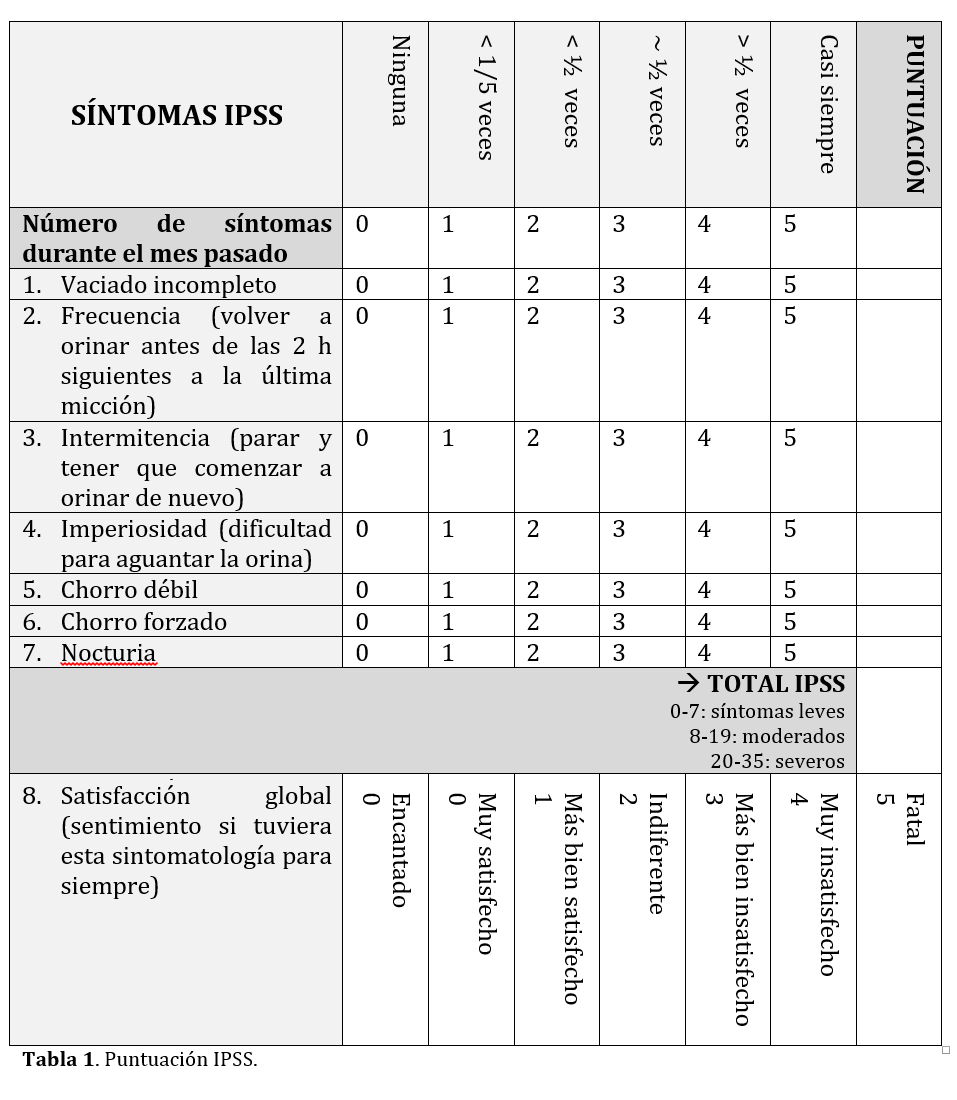 SÍNTOMAS IPSS
Ninguna
< 1/5 veces
< ½ veces
~ ½ veces
> ½ veces
Casi siempre
PUNTUACIÓN
Número de síntomas
durante el mes pasado
0 1 2 3 4 5
1. Vaciado incompleto 0 1 2 3 4 5
2. Frecuencia (volver a 0 1 2 3 4 5
orinar antes de las 2 h
siguientes a la última
micción)
3. Intermitencia (parar y 0 1 2 3 4 5
tener que comenzar a
orinar de nuevo)
4. Imperiosidad (dificultad 0 1 2 3 4 5
para aguantar la orina)
5. Chorro débil 0 1 2 3 4 5
6. Chorro forzado 0 1 2 3 4 5
7. Nocturia 0 1 2 3 4 5
→ TOTAL IPSS
0-7: síntomas leves
8-19: moderados
20-35: severos
8. Satisfacción global
(sentimiento si tuviera
esta sintomatología para
siempre)
Encantado
0
Muy satisfecho
0
Más bien satisfecho
1
Indiferente
2
Más bien insatisfecho
3
Muy insatisfecho
4
Fatal
5
Tabla 1. Puntuación IPSS.